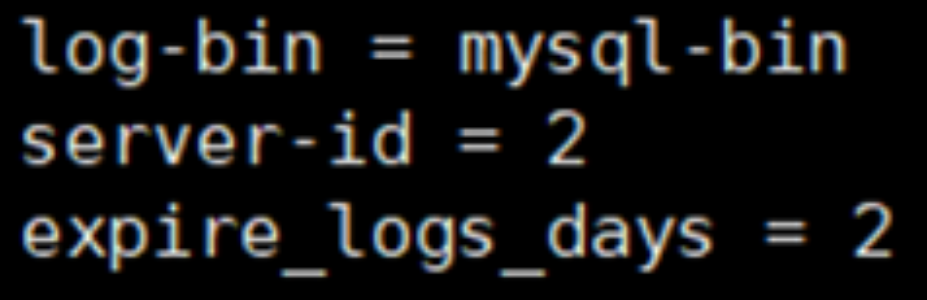 log-bin = mysql-bin
server-id = 2
expire_logs_days = 2